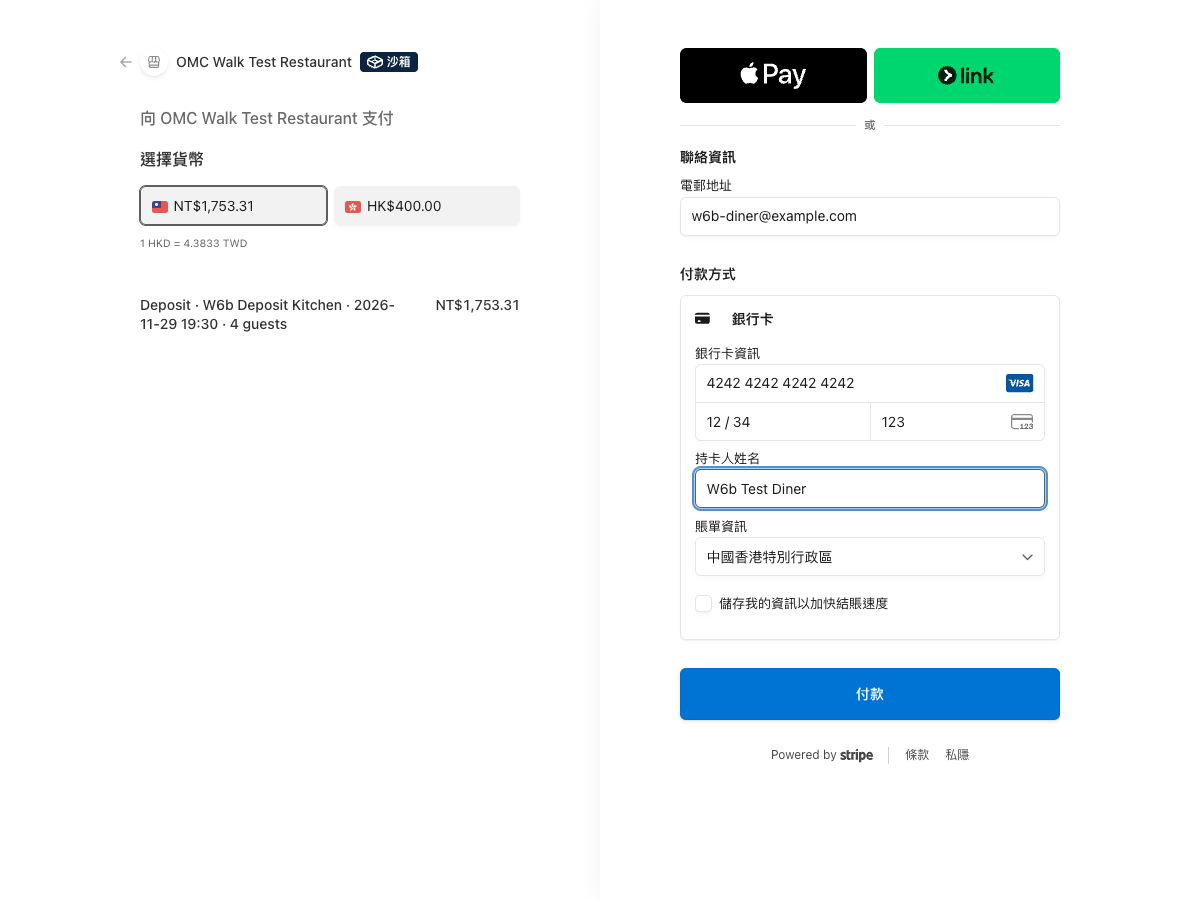 OMC Walk Test Restaurant 沙箱
向 OMC Walk Test Restaurant 支付
選擇貨幣
NT$1,753.31 HK$400.00
1 HKD = 4.3833 TWD
Deposit · W6b Deposit Kitchen · 2026- NT$1,753.31
11-29 19:30 · 4 guests
Pay link
或
聯絡資訊
電郵地址
w6b-diner@example.com
付款方式
銀行卡
銀行卡資訊
4242 4242 4242 4242 VISA
12 / 34 123 123
持卡人姓名
W6b Test Diner
賬單資訊
中國香港特別行政區
儲存我的資訊以加快結賬速度
付款
Powered by stripe 條款 私隱